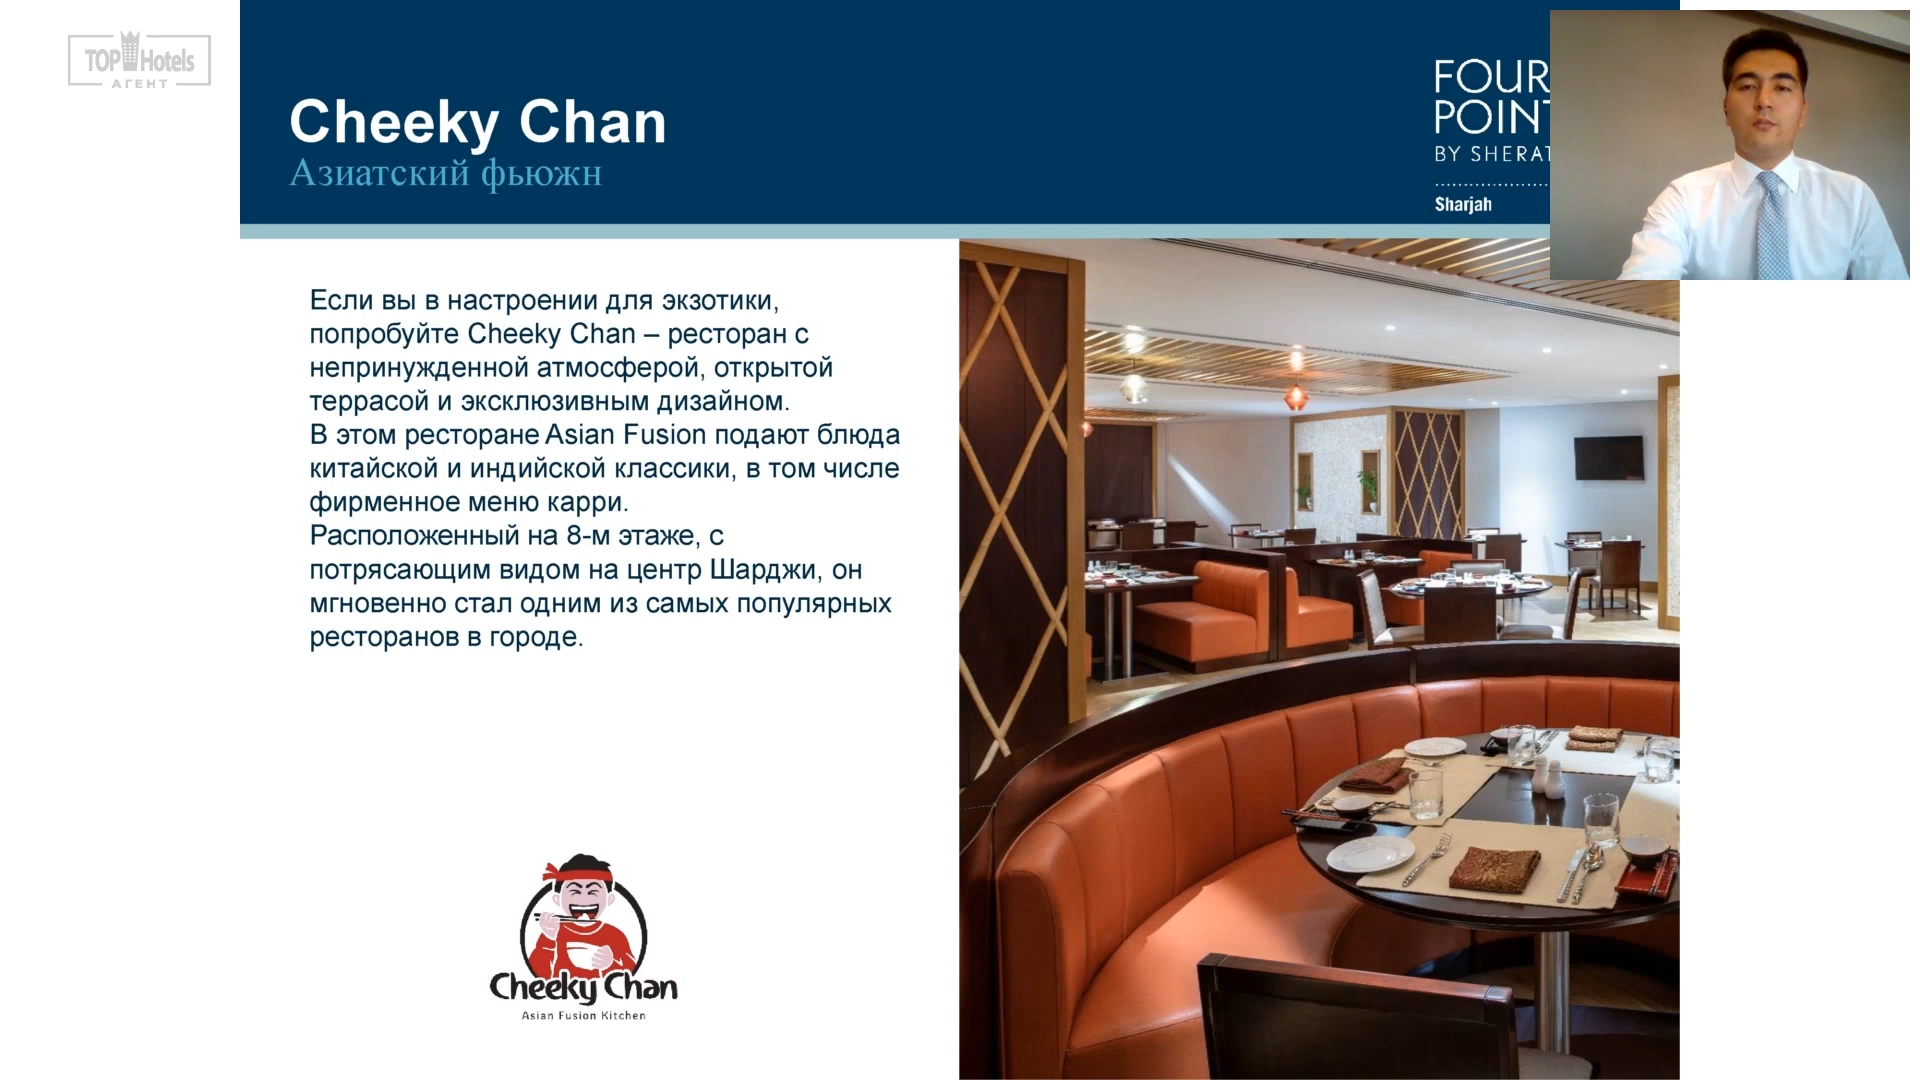 TOP Hotels
АГЕНТ
Cheeky Chan
Азиатский фьюжн
FOUR
POINT
BY SHERAT
Sharjah
Если вы в настроении для экзотики,
попробуйте Cheeky Chan – ресторан с
непринужденной атмосферой, открытой
террасой и эксклюзивным дизайном.
В этом ресторане Asian Fusion подают блюда
китайской и индийской классики, в том числе
фирменное меню карри.
Расположенный на 8-м этаже, с
потрясающим видом на центр Шарджи, он
мгновенно стал одним из самых популярных
ресторанов в городе.
Cheeky Chan
Asian Fusion Kitchen